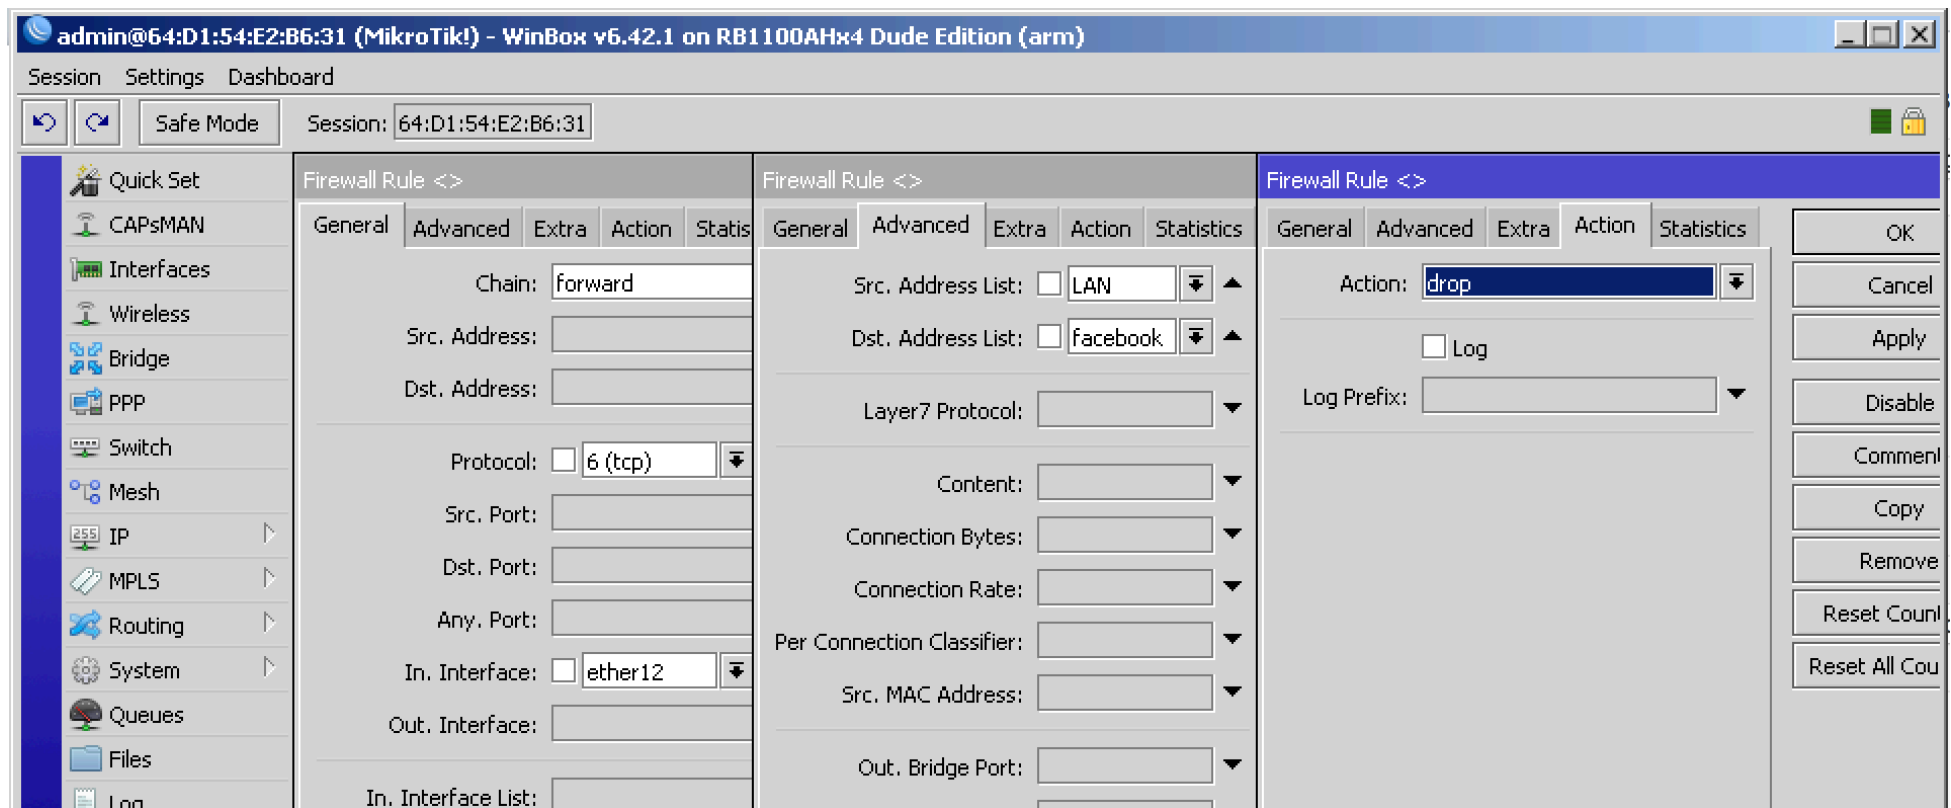 admin@64:D1:54:E2:B6:31 (MikroTik!) - WinBox v6.42.1 on RB1100AHx4 Dude Edition (arm)
Session Settings Dashboard
Safe Mode Session: 64:D1:54:E2:B6:31
Quick Set
CAPsMAN
Interfaces
Wireless
Bridge
PPP
Switch
Mesh
255 IP
MPLS
Routing
System
Queues
Files
Log
Firewall Rule <>
General Advanced Extra Action Statis
Chain: forward
Src. Address:
Dst. Address:
Protocol: 6 (tcp)
Src. Port:
Dst. Port:
Any. Port:
In. Interface: ether12
Out. Interface:
In. Interface List:
Firewall Rule <>
General Advanced Extra Action Statistics
Src. Address List: LAN
Dst. Address List: facebook
Layer7 Protocol:
Content:
Connection Bytes:
Connection Rate:
Per Connection Classifier:
Src. MAC Address:
Out. Bridge Port:
Firewall Rule <>
General Advanced Extra Action Statistics
Action: drop
Log
Log Prefix:
OK
Cancel
Apply
Disable
Commen
Copy
Remove
Reset Coun
Reset All Cou